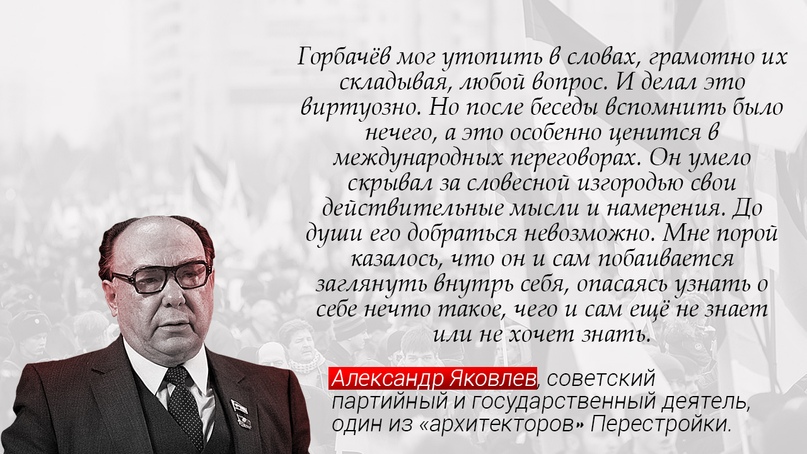 Горбачёв мог утопить в словах, грамотно их
складывая, любой вопрос. И делал это
виртуозно. Но после беседы вспомнить было
нечего, а это особенно ценится в
международных переговорах. Он умело
скрывал за словесной изгородью свои
действительные мысли и намерения. До
души его добраться невозможно. Мне порой
казалось, что он и сам побаивается
заглянуть внутрь себя, опасаясь узнать о
себе нечто такое, чего и сам ещё не знает
или не хочет знать.
Александр Яковлев, советский
партийный и государственный деятель,
один из «архитекторов» Перестройки.